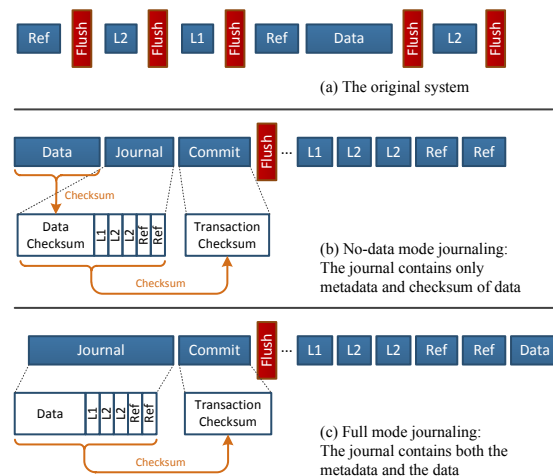 Ref Flush L2 Flush L1 Flush Ref Data Flush L2 Flush
(a) The original system
Data Journal Commit Flush ... L1 L2 L2 Ref Ref
Checksum
Data Checksum L1 L2 L2 Ref Ref Transaction Checksum
Checksum
(b) No-data mode journaling:
The journal contains only
metadata and checksum of data
Journal Commit Flush ... L1 L2 L2 Ref Ref Data
Data L1 L2 L2 Ref Ref Transaction Checksum
Checksum
(c) Full mode journaling:
The journal contains both the
metadata and the data